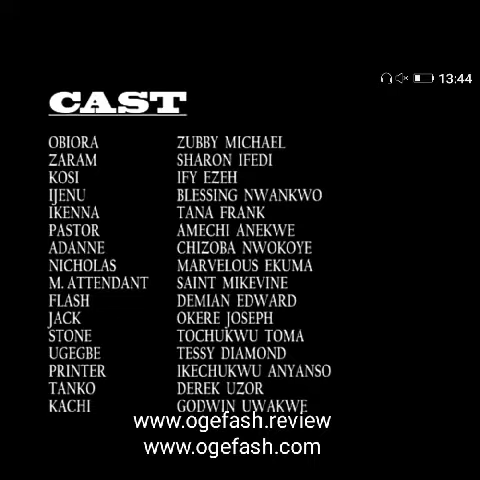 13:44
CAST
OBIORA ZUBBY MICHAEL
ZARAM SHARON IFEDI
KOSI IFY EZEH
IJENU BLESSING NWANKWO
IKENNA TANA FRANK
PASTOR AMECHI ANEKWE
ADANNE CHIZOBA NWOKOYE
NICHOLAS MARVELOUS EKUMA
M. ATTENDANT SAINT MIKEVINE
FLASH DEMIAN EDWARD
JACK OKERE JOSEPH
STONE TOCHUKWU TOMA
UGEGBE TESSY DIAMOND
PRINTER IKECHUKWU ANYANSO
TANKO DEREK UZOR
KACHI GODWIN UWAKWE
www.ogefash.review
www.ogefash.com